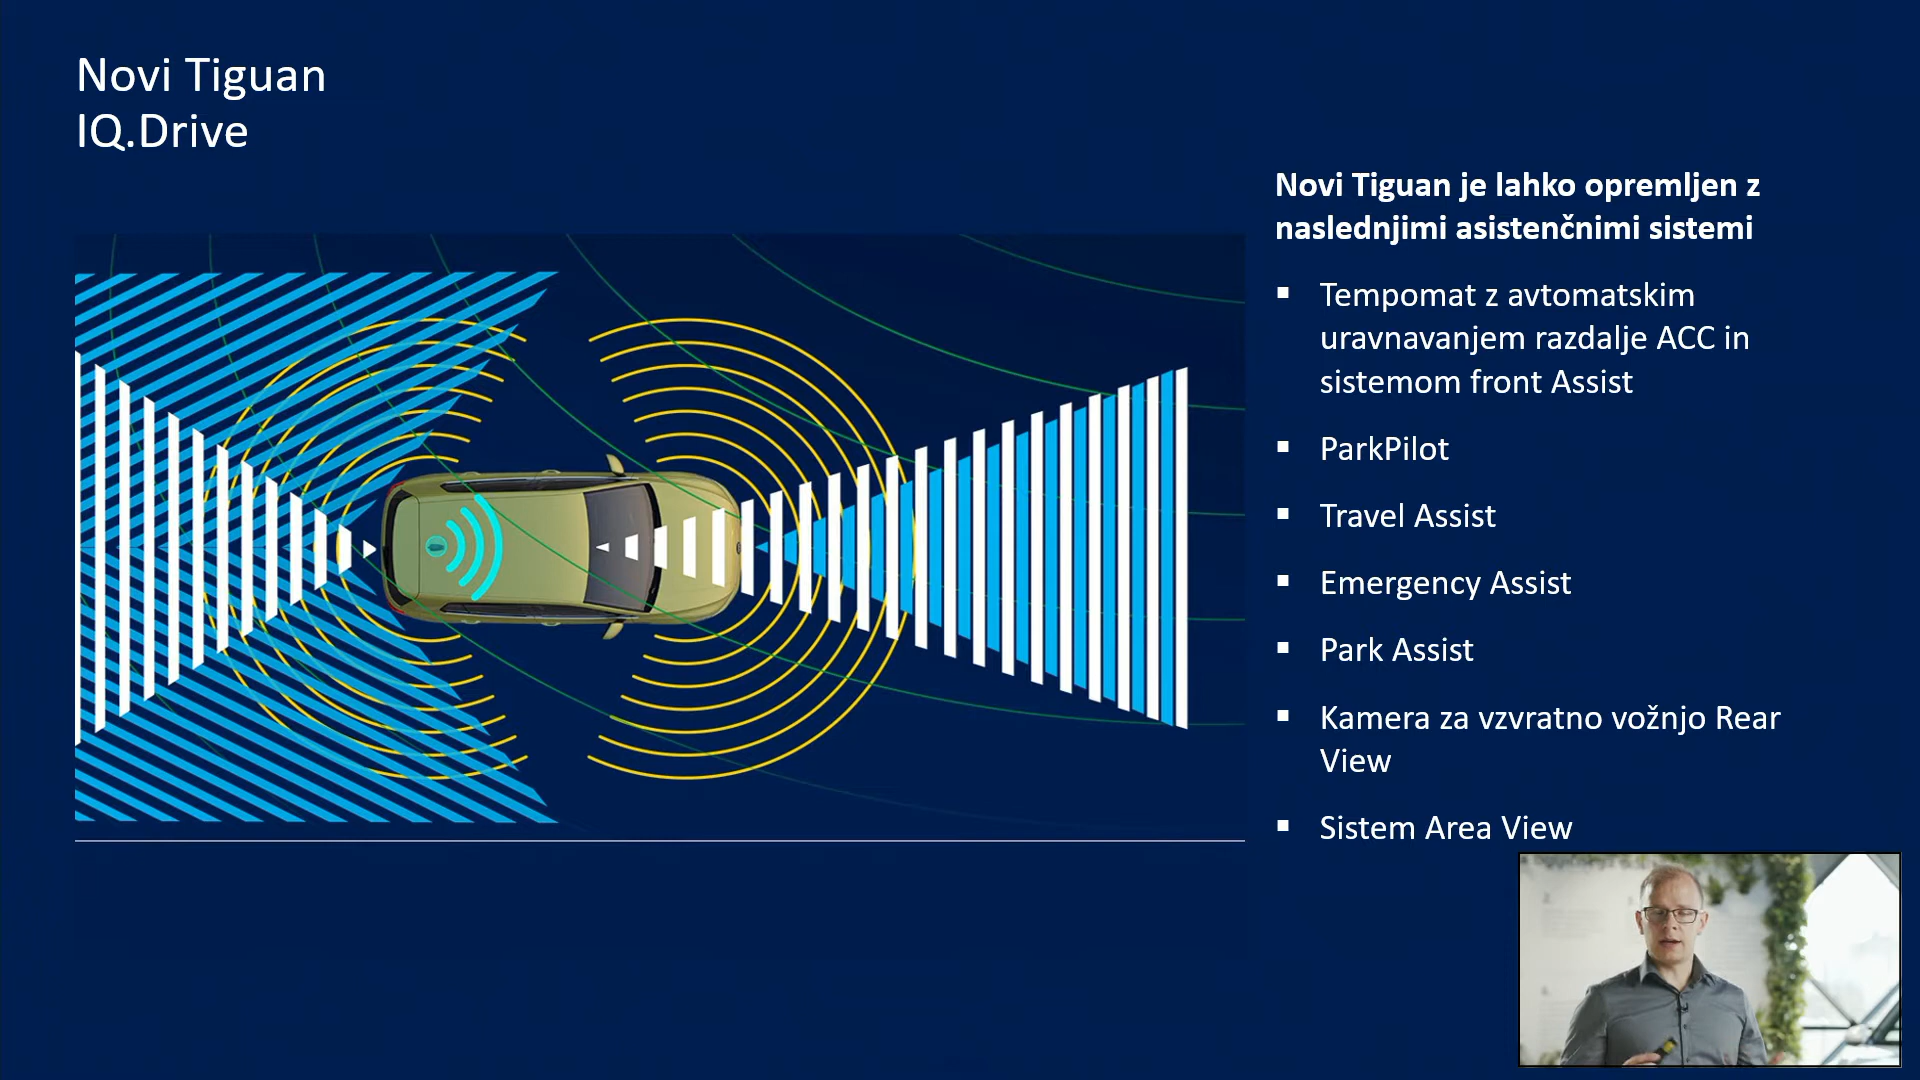 Novi Tiguan
IQ.Drive
Novi Tiguan je lahko opremljen z
naslednjimi asistenčnimi sistemi
▪ Tempomat z avtomatskim
uravnavanjem razdalje ACC in
sistemom front Assist
▪ ParkPilot
▪ Travel Assist
▪ Emergency Assist
▪ Park Assist
▪ Kamera za vzvratno vožnjo Rear
View
▪ Sistem Area View